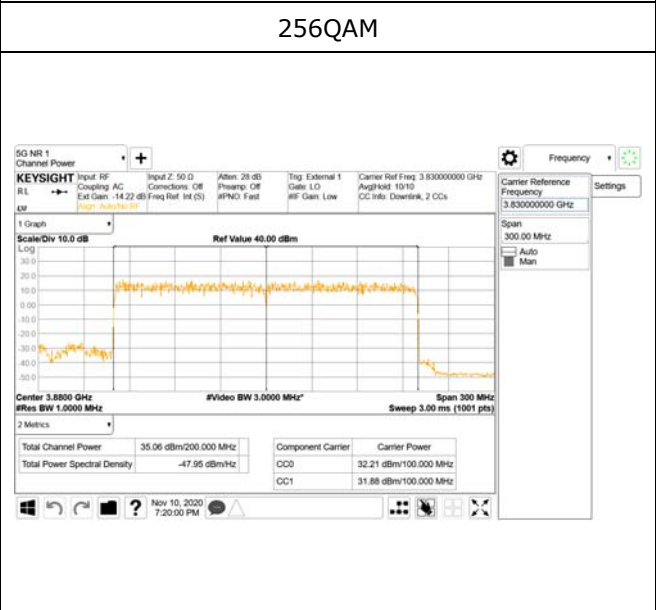 256QAM
5G NR 1
Channel Power
Frequency
KEYSIGHT
Input: RF
Input Z: 50 Ω
Atten: 28 dB
Trig: External 1
Carrier Ref Freq: 3.830000000 GHz
R L
Coupling: AC
Corrections: Off
Preamp: Off
Gate: LO
Avg|Hold: 10/10
Ext Gain: -14.22 dB
Freq Ref: Int (S)
#PNO: Fast
#IF Gain: Low
CC Info: Downlink, 2 CCs
Align: Auto/No RF
Carrier Reference
Frequency
3.830000000 GHz
Settings
Span
300.00 MHz
Auto
Man
1 Graph
Scale/Div 10.0 dB
Ref Value 40.00 dBm
Log
30.0
20.0
10.0
0.00
-10.0
-20.0
-30.0
-40.0
-50.0
Center 3.8800 GHz
#Video BW 3.0000 MHz*
Span 300 MHz
#Res BW 1.0000 MHz
Sweep 3.00 ms (1001 pts)
2 Metrics
Total Channel Power 35.06 dBm/200.000 MHz
Total Power Spectral Density -47.95 dBm/Hz
Component Carrier Carrier Power
CC0 32.21 dBm/100.000 MHz
CC1 31.88 dBm/100.000 MHz
?
Nov 10, 2020
7:20:00 PM